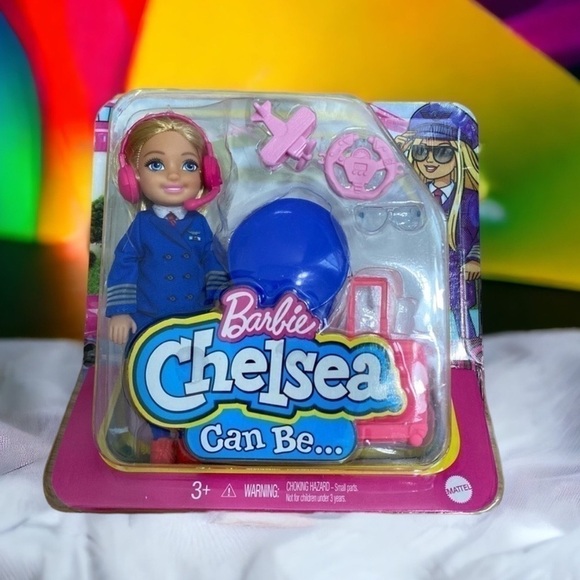 Barbie
Chelsea
Can Be...
3+ WARNING: CHOKING HAZARD - Small parts.
Not for children under 3 years.
MATTEL